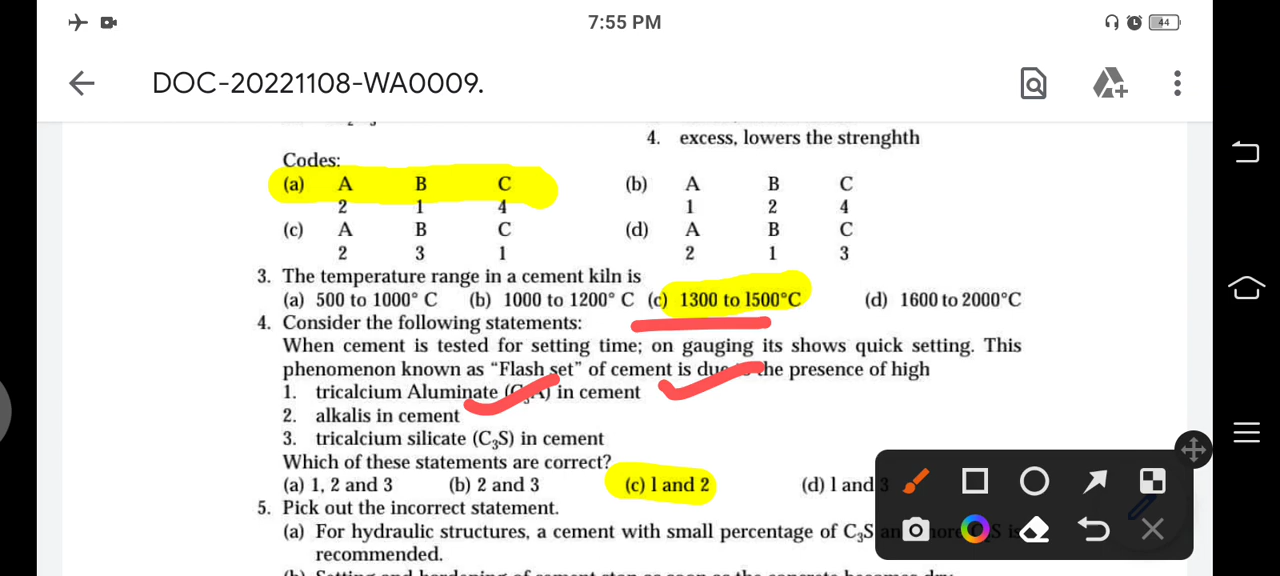 7:55 PM
44
DOC-20221108-WA0009.
4. excess, lowers the strenghth
Codes:
(a) A B C (b) A B C
2 1 4 1 2 4
(c) A B C (d) A B C
2 3 1 2 1 3
3. The temperature range in a cement kiln is
(a) 500 to 1000° C (b) 1000 to 1200° C (c) 1300 to l500°C (d) 1600 to 2000°C
4. Consider the following statements:
When cement is tested for setting time; on gauging its shows quick setting. This
phenomenon known as “Flash set” of cement is due to the presence of high
1. tricalcium Aluminate (C₃A) in cement
2. alkalis in cement
3. tricalcium silicate (C₃S) in cement
Which of these statements are correct?
(a) 1, 2 and 3 (b) 2 and 3 (c) l and 2 (d) l and 3
5. Pick out the incorrect statement.
(a) For hydraulic structures, a cement with small percentage of C₃S
recommended.